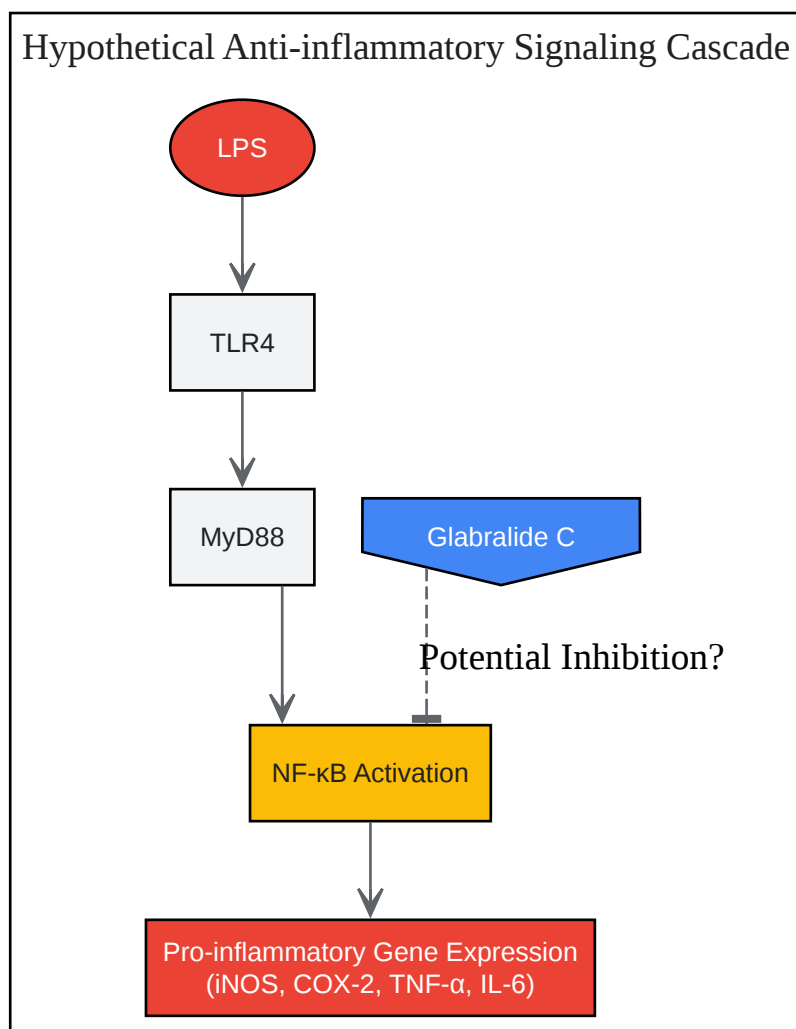 Hypothetical Anti-inflammatory Signaling Cascade
LPS
TLR4
MyD88
Glabralide C
Potential Inhibition?
NF-κB Activation
Pro-inflammatory Gene Expression
(iNOS, COX-2, TNF-α, IL-6)